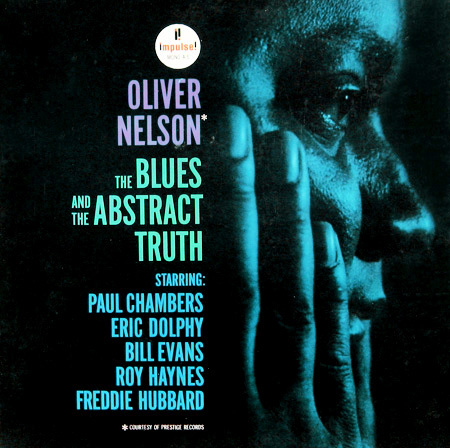 impulse!
OLIVER
NELSON*
THE BLUES
AND THE ABSTRACT
TRUTH
STARRING:
PAUL CHAMBERS
ERIC DOLPHY
BILL EVANS
ROY HAYNES
FREDDIE HUBBARD
* COURTESY OF PRESTIGE RECORDS